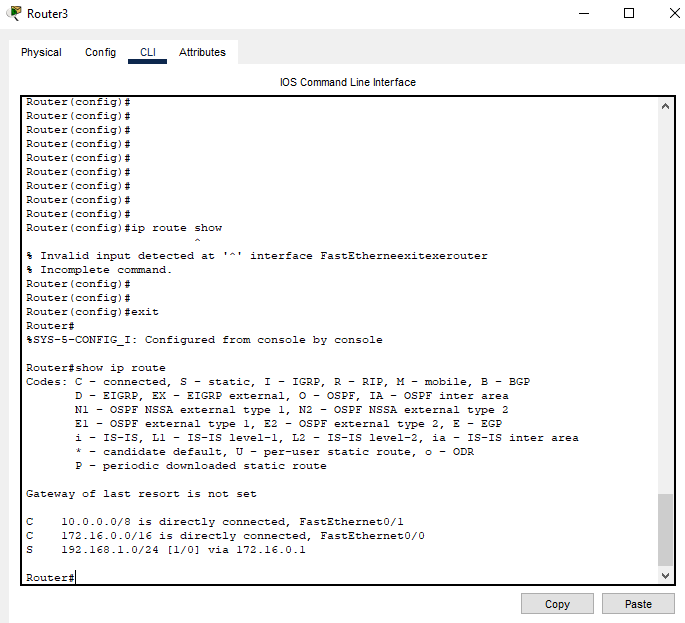 Router3
Physical Config CLI Attributes
IOS Command Line Interface
Router(config)#
Router(config)#
Router(config)#
Router(config)#
Router(config)#
Router(config)#
Router(config)#
Router(config)#
Router(config)#
Router(config)#ip route show
^
% Invalid input detected at '^' interface FastEtherneexitexerouter
% Incomplete command.
Router(config)#
Router(config)#
Router(config)#exit
Router#
%SYS-5-CONFIG_I: Configured from console by console
Router#show ip route
Codes: C - connected, S - static, I - IGRP, R - RIP, M - mobile, B - BGP
D - EIGRP, EX - EIGRP external, O - OSPF, IA - OSPF inter area
N1 - OSPF NSSA external type 1, N2 - OSPF NSSA external type 2
E1 - OSPF external type 1, E2 - OSPF external type 2, E - EGP
i - IS-IS, L1 - IS-IS level-1, L2 - IS-IS level-2, ia - IS-IS inter area
* - candidate default, U - per-user static route, o - ODR
P - periodic downloaded static route
Gateway of last resort is not set
C 10.0.0.0/8 is directly connected, FastEthernet0/1
C 172.16.0.0/16 is directly connected, FastEthernet0/0
S 192.168.1.0/24 [1/0] via 172.16.0.1
Router#
Copy Paste